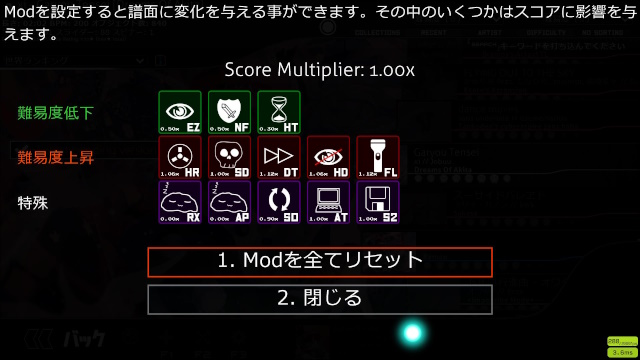 Modを設定すると譜面に変化を与える事ができます。その中のいくつかはスコアに影響を与
えます。
Score Multiplier: 1.00x
難易度低下
0.50x EZ 0.50x NF 0.30x HT
難易度上昇
1.06x HR 1.00x SD 1.12x DT 1.06x HD 1.12x FL
特殊
0.00x RX 0.00x AP 0.90x SO 1.00x AT 1.00x S2
1. Modを全てリセット
2. 閉じる
バック
3.6ms